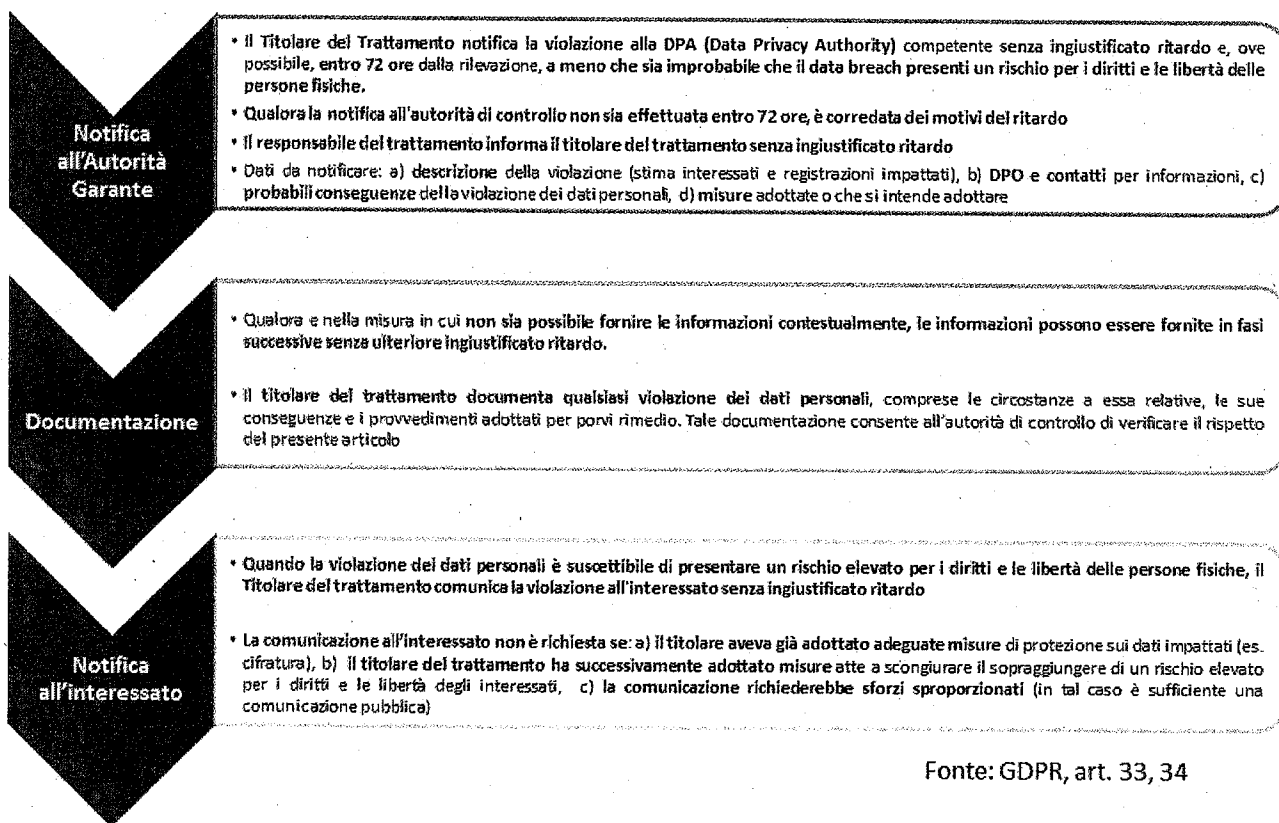 • Il Titolare del Trattamento notifica la violazione alla DPA (Data Privacy Authority) competente senza ingiustificato ritardo e, ove
possibile, entro 72 ore dalla rilevazione, a meno che sia improbabile che il data breach presenti un rischio per i diritti e le libertà delle
persone fisiche.
• Qualora la notifica all'autorità di controllo non sia effettuata entro 72 ore, è corredata dei motivi del ritardo
• Il responsabile del trattamento informa il titolare del trattamento senza ingiustificato ritardo
• Dati da notificare: a) descrizione della violazione (stima interessati e registrazioni impattati), b) DPO e contatti per informazioni, c)
probabili conseguenze della violazione dei dati personali, d) misure adottate o che si intende adottare
Notifica
all'Autorità
Garante
• Qualora e nella misura in cui non sia possibile fornire le informazioni contestualmente, le informazioni possono essere fornite in fasi
successive senza ulteriore ingiustificato ritardo.
• Il titolare del trattamento documenta qualsiasi violazione dei dati personali, comprese le circostanze a essa relative, le sue
conseguenze e i provvedimenti adottati per porvi rimedio. Tale documentazione consente all'autorità di controllo di verificare il rispetto
del presente articolo
Documentazione
• Quando la violazione dei dati personali è suscettibile di presentare un rischio elevato per i diritti e le libertà delle persone fisiche, il
Titolare del trattamento comunica la violazione all'interessato senza ingiustificato ritardo
• La comunicazione all'interessato non è richiesta se: a) il titolare aveva già adottato adeguate misure di protezione sui dati impattati (es.
cifratura), b) il titolare del trattamento ha successivamente adottato misure atte a scongiurare il sopraggiungere di un rischio elevato
per i diritti e le libertà degli interessati, c) la comunicazione richiederebbe sforzi sproporzionati (in tal caso è sufficiente una
comunicazione pubblica)
Notifica
all'interessato
Fonte: GDPR, art. 33, 34